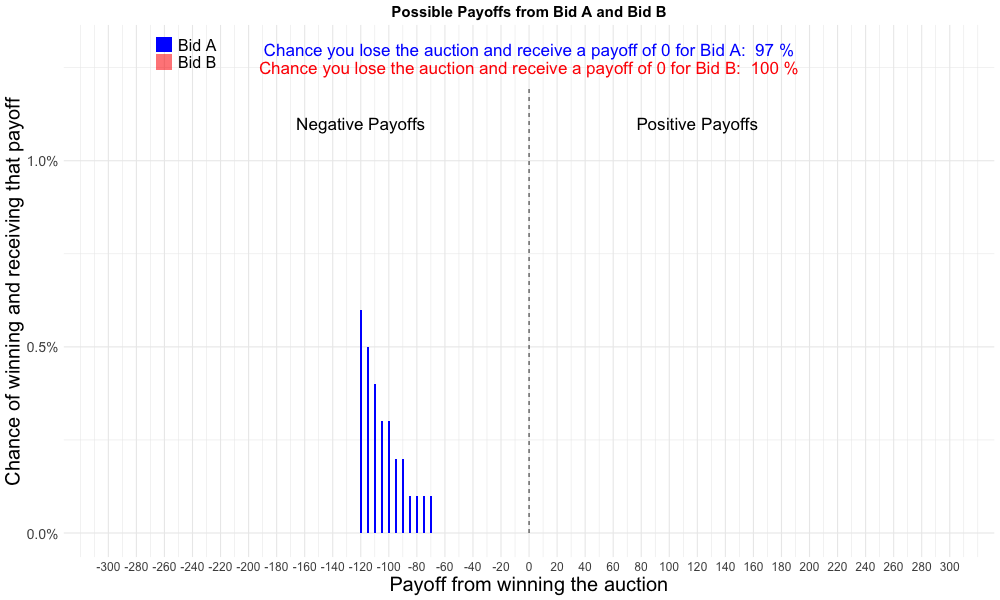 Possible Payoffs from Bid A and Bid B
Bid A
Bid B
Chance you lose the auction and receive a payoff of 0 for Bid A:  97 %
Chance you lose the auction and receive a payoff of 0 for Bid B:  100 %
Negative Payoffs
Positive Payoffs
Chance of winning and receiving that payoff
1.0%
0.5%
0.0%
-300 -280 -260 -240 -220 -200 -180 -160 -140 -120 -100 -80 -60 -40 -20 0 20 40 60 80 100 120 140 160 180 200 220 240 260 280 300
Payoff from winning the auction